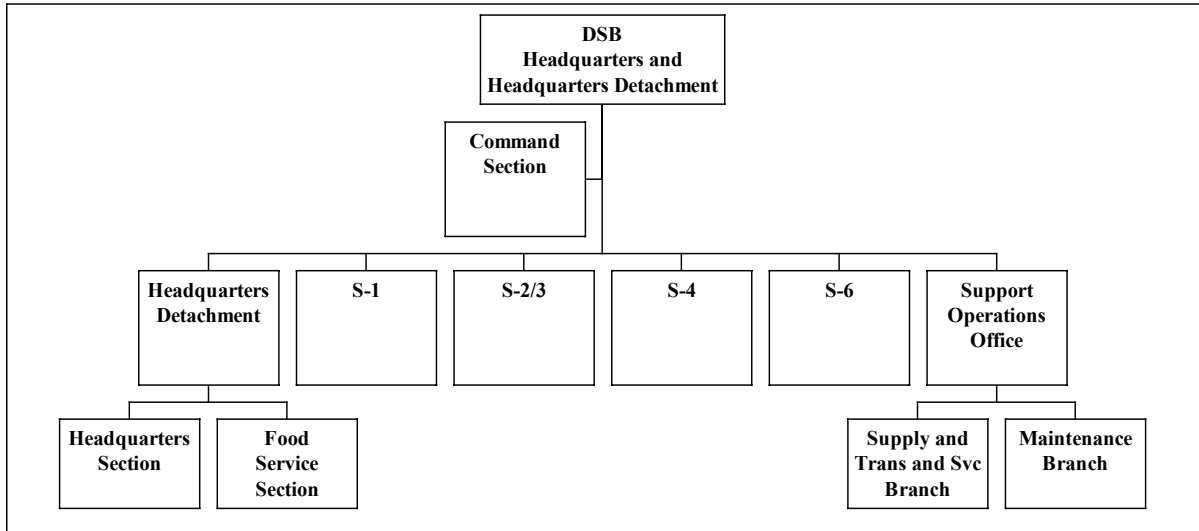 DSB
Headquarters and
Headquarters Detachment
Command
Section
Headquarters
Detachment
S-1
S-2/3
S-4
S-6
Support
Operations
Office
Headquarters
Section
Food
Service
Section
Supply and
Trans and Svc
Branch
Maintenance
Branch